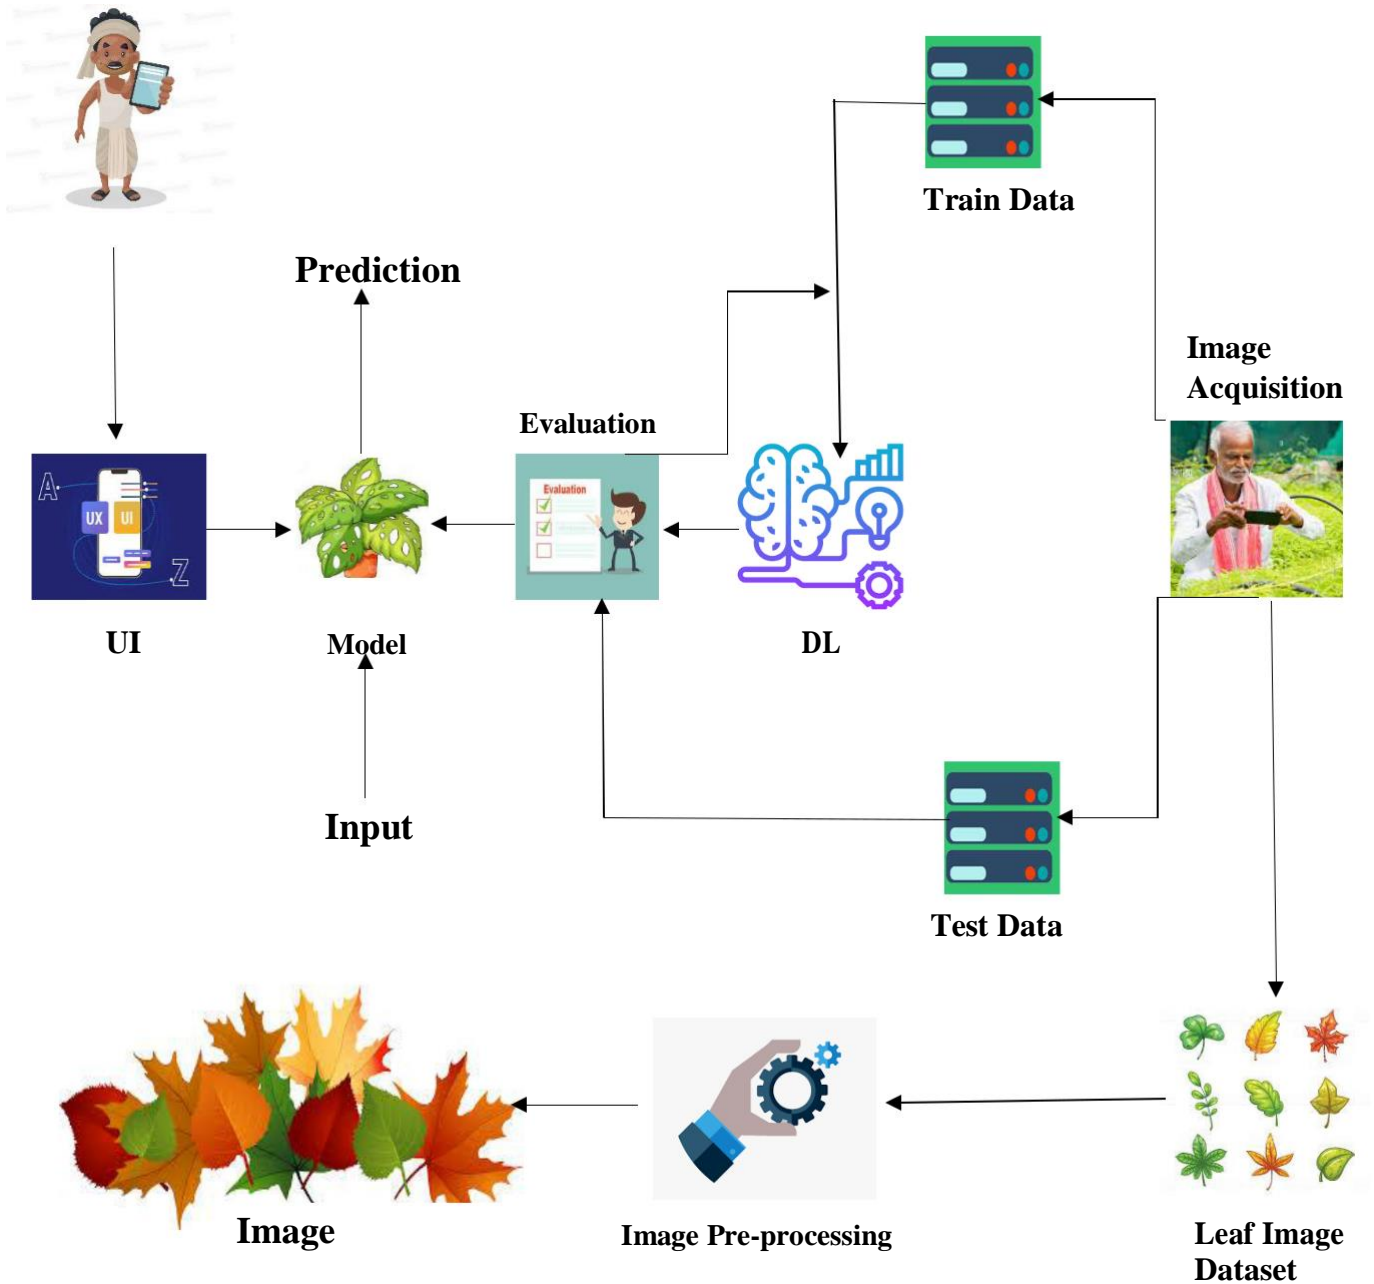 Train Data
Prediction
Image
Acquisition
Evaluation
Evaluation
A
UX
UI
Z
UI
Model
DL
Input
Test Data
Image
Image Pre-processing
Leaf Image
Dataset